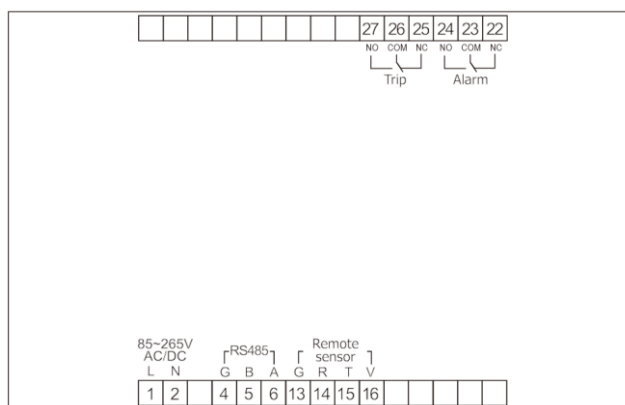 27 26 25 24 23 22
NO COM NC NO COM NC
Trip Alarm
85~265V
AC/DC
RS485
Remote
sensor
L N G B A G R T V
1 2 4 5 6 13 14 15 16